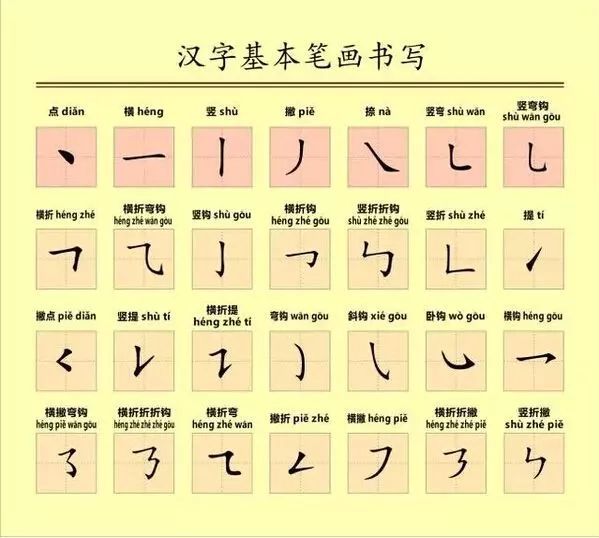 汉字基本笔画书写
点 diǎn 横 héng 竖 shù 撇 piě 捺 nà 竖弯 shù wān 竖弯钩 shù wān gōu
㇔ 一 丨 丿 ㇏ ㇄ 乚
横折 héng zhé 横折弯钩 héng zhé wān gōu 竖钩 shù gōu 横折钩 héng zhé gōu 竖折折钩 shù zhé zhé gōu 竖折 shù zhé 提 tí
𠃍 ㇈ 亅 ㇆ ㇉ ㇗ ㇀
撇点 piě diǎn 竖提 shù tí 横折提 héng zhé tí 弯钩 wān gōu 斜钩 xié gōu 卧钩 wò gōu 横钩 héng gōu
㇛ ㇙ ㇊ ㇁ ㇂ ㇃ ㇖
横撇弯钩 héng piē wān gōu 横折折折钩 héng zhé zhé zhé gōu 横折弯 héng zhé wān 撇折 piě zhé 横撇 héng piě 横折折撇 héng zhé zhé piě 竖折撇 shù zhé piě
㇌ ㇡ ㇍ ㇜ ㇇ ㇋ ㇞